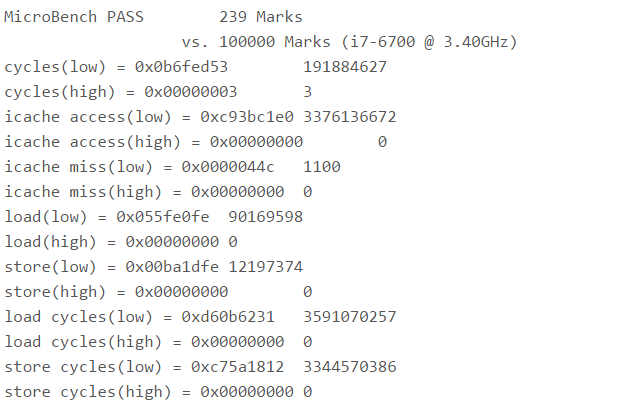 MicroBench PASS        239 Marks
                   vs. 100000 Marks (i7-6700 @ 3.40GHz)
cycles(low) = 0x0b6fed53        191884627
cycles(high) = 0x00000003       3
icache access(low) = 0xc93bc1e0 3376136672
icache access(high) = 0x00000000        0
icache miss(low) = 0x0000044c   1100
icache miss(high) = 0x00000000  0
load(low) = 0x055fe0fe  90169598
load(high) = 0x00000000 0
store(low) = 0x00ba1dfe 12197374
store(high) = 0x00000000        0
load cycles(low) = 0xd60b6231   3591070257
load cycles(high) = 0x00000000  0
store cycles(low) = 0xc75a1812  3344570386
store cycles(high) = 0x00000000 0